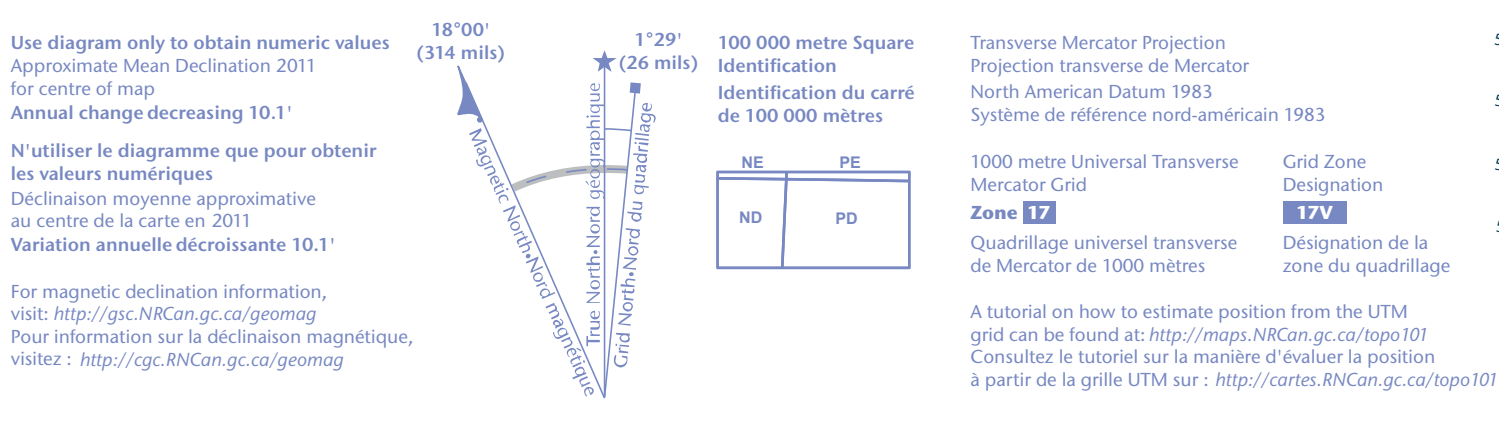 Use diagram only to obtain numeric values
Approximate Mean Declination 2011
for centre of map
Annual change decreasing 10.1'
N'utiliser le diagramme que pour obtenir
les valeurs numériques
Déclinaison moyenne approximative
au centre de la carte en 2011
Variation annuelle décroissante 10.1'
For magnetic declination information,
visit: http://gsc.NRCan.gc.ca/geomag
Pour information sur la déclinaison magnétique,
visitez : http://cgc.RNCan.gc.ca/geomag
18°00'
(314 mils)
1°29'
(26 mils)
Magnetic North•Nord magnétique
True North•Nord géographique
Grid North•Nord du quadrillage
100 000 metre Square
Identification
Identification du carré
de 100 000 mètres
NE PE
ND PD
Transverse Mercator Projection
Projection transverse de Mercator
North American Datum 1983
Système de référence nord-américain 1983
1000 metre Universal Transverse
Mercator Grid
Zone 17
Quadrillage universel transverse
de Mercator de 1000 mètres
Grid Zone
Designation
17V
Désignation de la
zone du quadrillage
A tutorial on how to estimate position from the UTM
grid can be found at: http://maps.NRCan.gc.ca/topo101
Consultez le tutoriel sur la manière d'évaluer la position
à partir de la grille UTM sur : http://cartes.RNCan.gc.ca/topo101